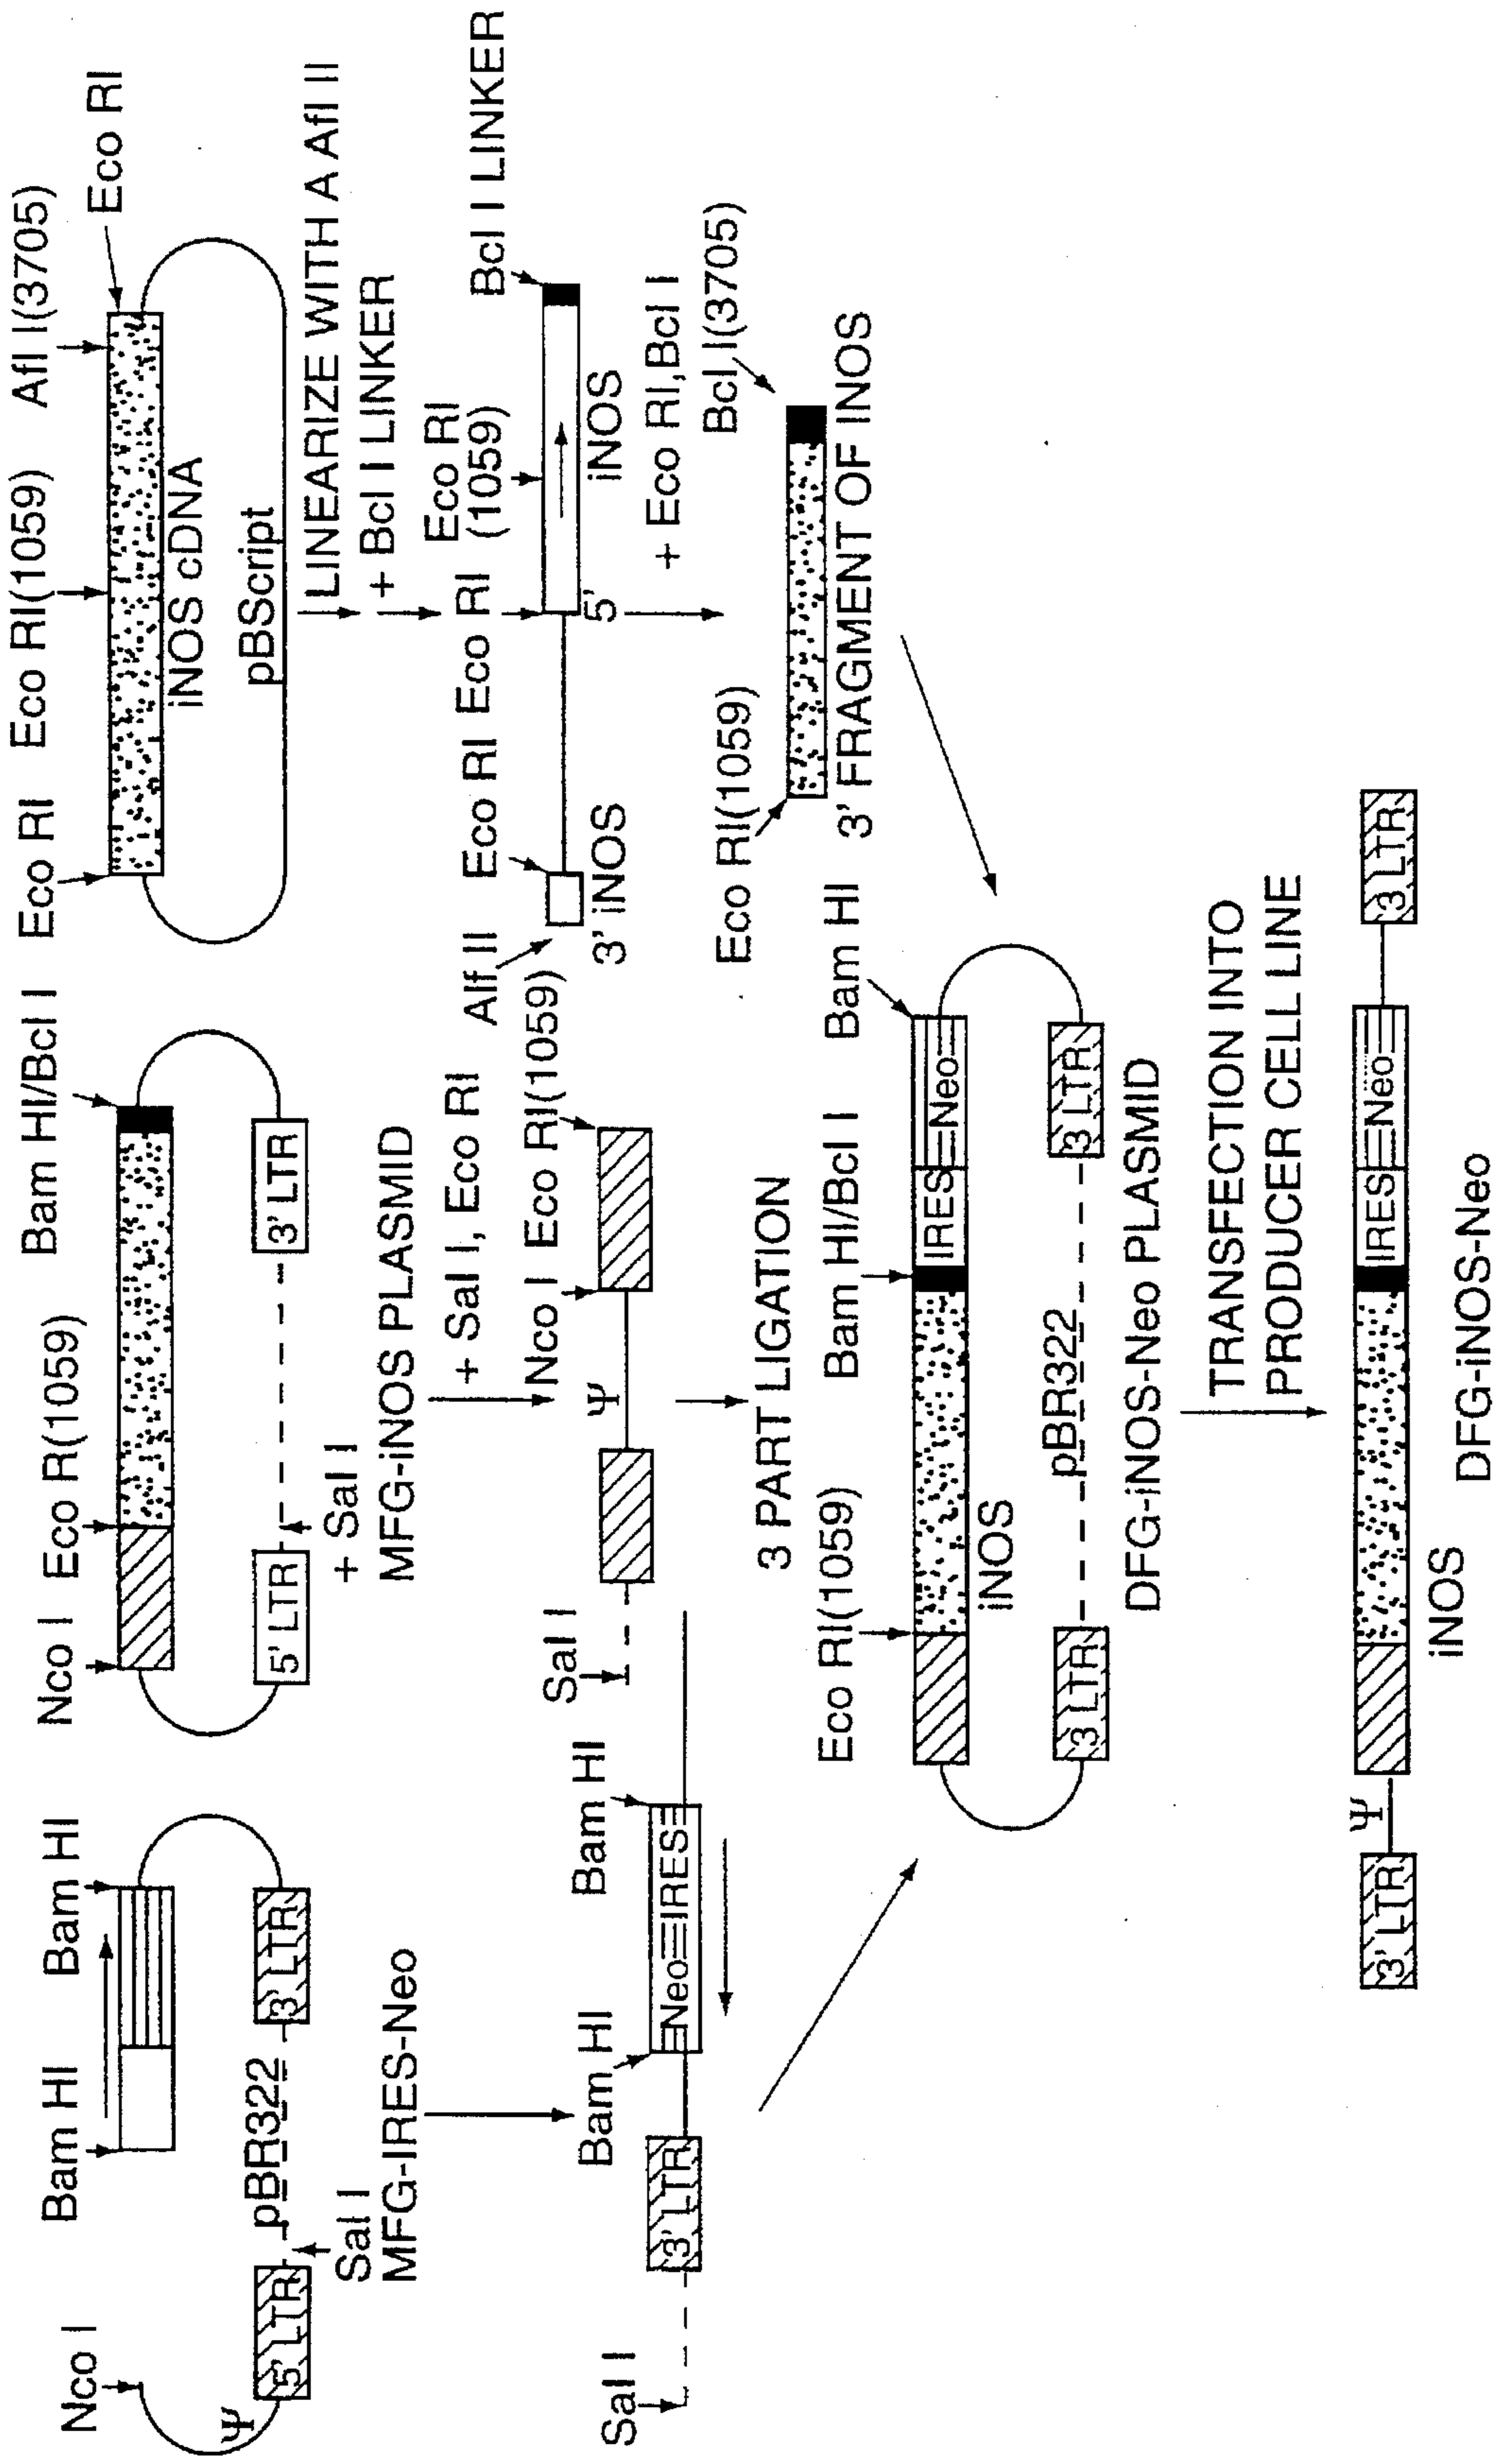 Nco I
Bam HI
Bam HI
Ψ
5' LTR
pBR322
3' LTR
Sal I
MFG-IRES-Neo
Nco I
Eco R(1059)
Bam HI/Bcl I
5' LTR
3' LTR
+ Sal I
MFG-iNOS PLASMID
Eco RI
Eco RI(1059)
Afl I(3705)
Eco RI
iNOS cDNA
pBScript
LINEARIZE WITH A Afl II
+ Bcl I LINKER
+ Sal I, Eco RI
Alf II
Eco RI
Eco RI
Eco RI
(1059)
Bcl I LINKER
3' iNOS
5'
iNOS
+ Eco RI,Bcl I
Sal I
3' LTR
Bam HI
Neo
IRES
Bam HI
Sal I
Ψ
Nco I
Eco RI(1059)
3 PART LIGATION
Eco RI(1059)
Bcl I(3705)
3' FRAGMENT OF INOS
Eco RI(1059)
Bam HI/Bcl I
Bam HI
IRES
Neo
iNOS
pBR322
3 LTR
3 LTR
DFG-iNOS-Neo PLASMID
TRANSFECTION INTO
PRODUCER CELL LINE
3' LTR
Ψ
IRES
Neo
3 LTR
iNOS
DFG-iNOS-Neo